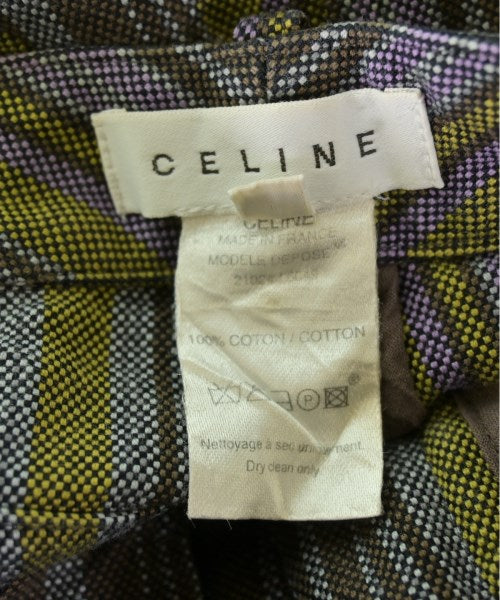 CELINE
CELINE
MADE IN FRANCE
MODELE DEPOSE
100% COTON / COTTON
P
Nettoyage à sec uniquement.
Dry clean only